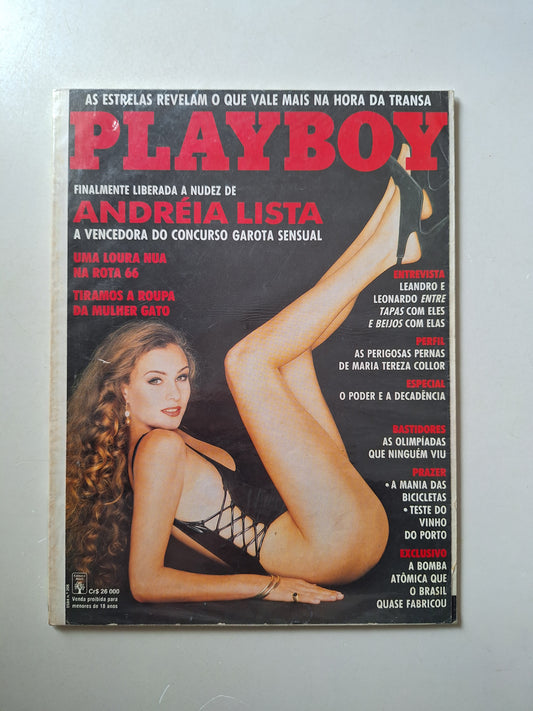 AS ESTRELAS REVELAM O QUE VALE MAIS NA HORA DA TRANSA
PLAYBOY
FINALMENTE LIBERADA A NUDEZ DE
ANDRÉIA LISTA
A VENCEDORA DO CONCURSO GAROTA SENSUAL
UMA LOURA NUA
NA ROTA 66
TIRAMOS A ROUPA
DA MULHER GATO
ENTREVISTA
LEANDRO E
LEONARDO ENTRE
TAPAS COM ELES
E BEIJOS COM ELAS
PERFIL
AS PERIGOSAS PERNAS
DE MARIA TEREZA COLLOR
ESPECIAL
O PODER E A DECADÊNCIA
BASTIDORES
AS OLIMPÍADAS
QUE NINGUÉM VIU
PRAZER
• A MANIA DAS
BICICLETAS
• TESTE DO
VINHO
DO PORTO
EXCLUSIVO
A BOMBA
ATÔMICA QUE
O BRASIL
QUASE FABRICOU
Cr$ 26 000
Venda proibida para
menores de 18 anos